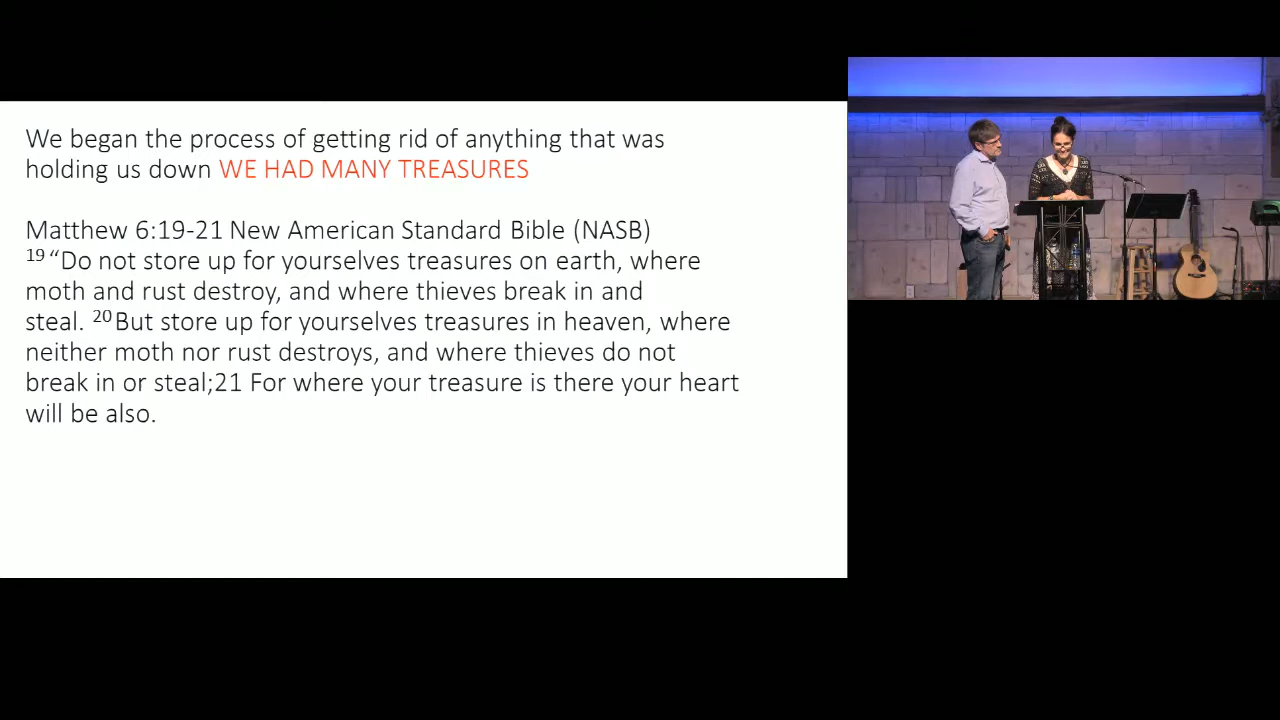 We began the process of getting rid of anything that was
holding us down WE HAD MANY TREASURES
Matthew 6:19-21 New American Standard Bible (NASB)
19 “Do not store up for yourselves treasures on earth, where
moth and rust destroy, and where thieves break in and
steal. 20 But store up for yourselves treasures in heaven, where
neither moth nor rust destroys, and where thieves do not
break in or steal;21 For where your treasure is there your heart
will be also.